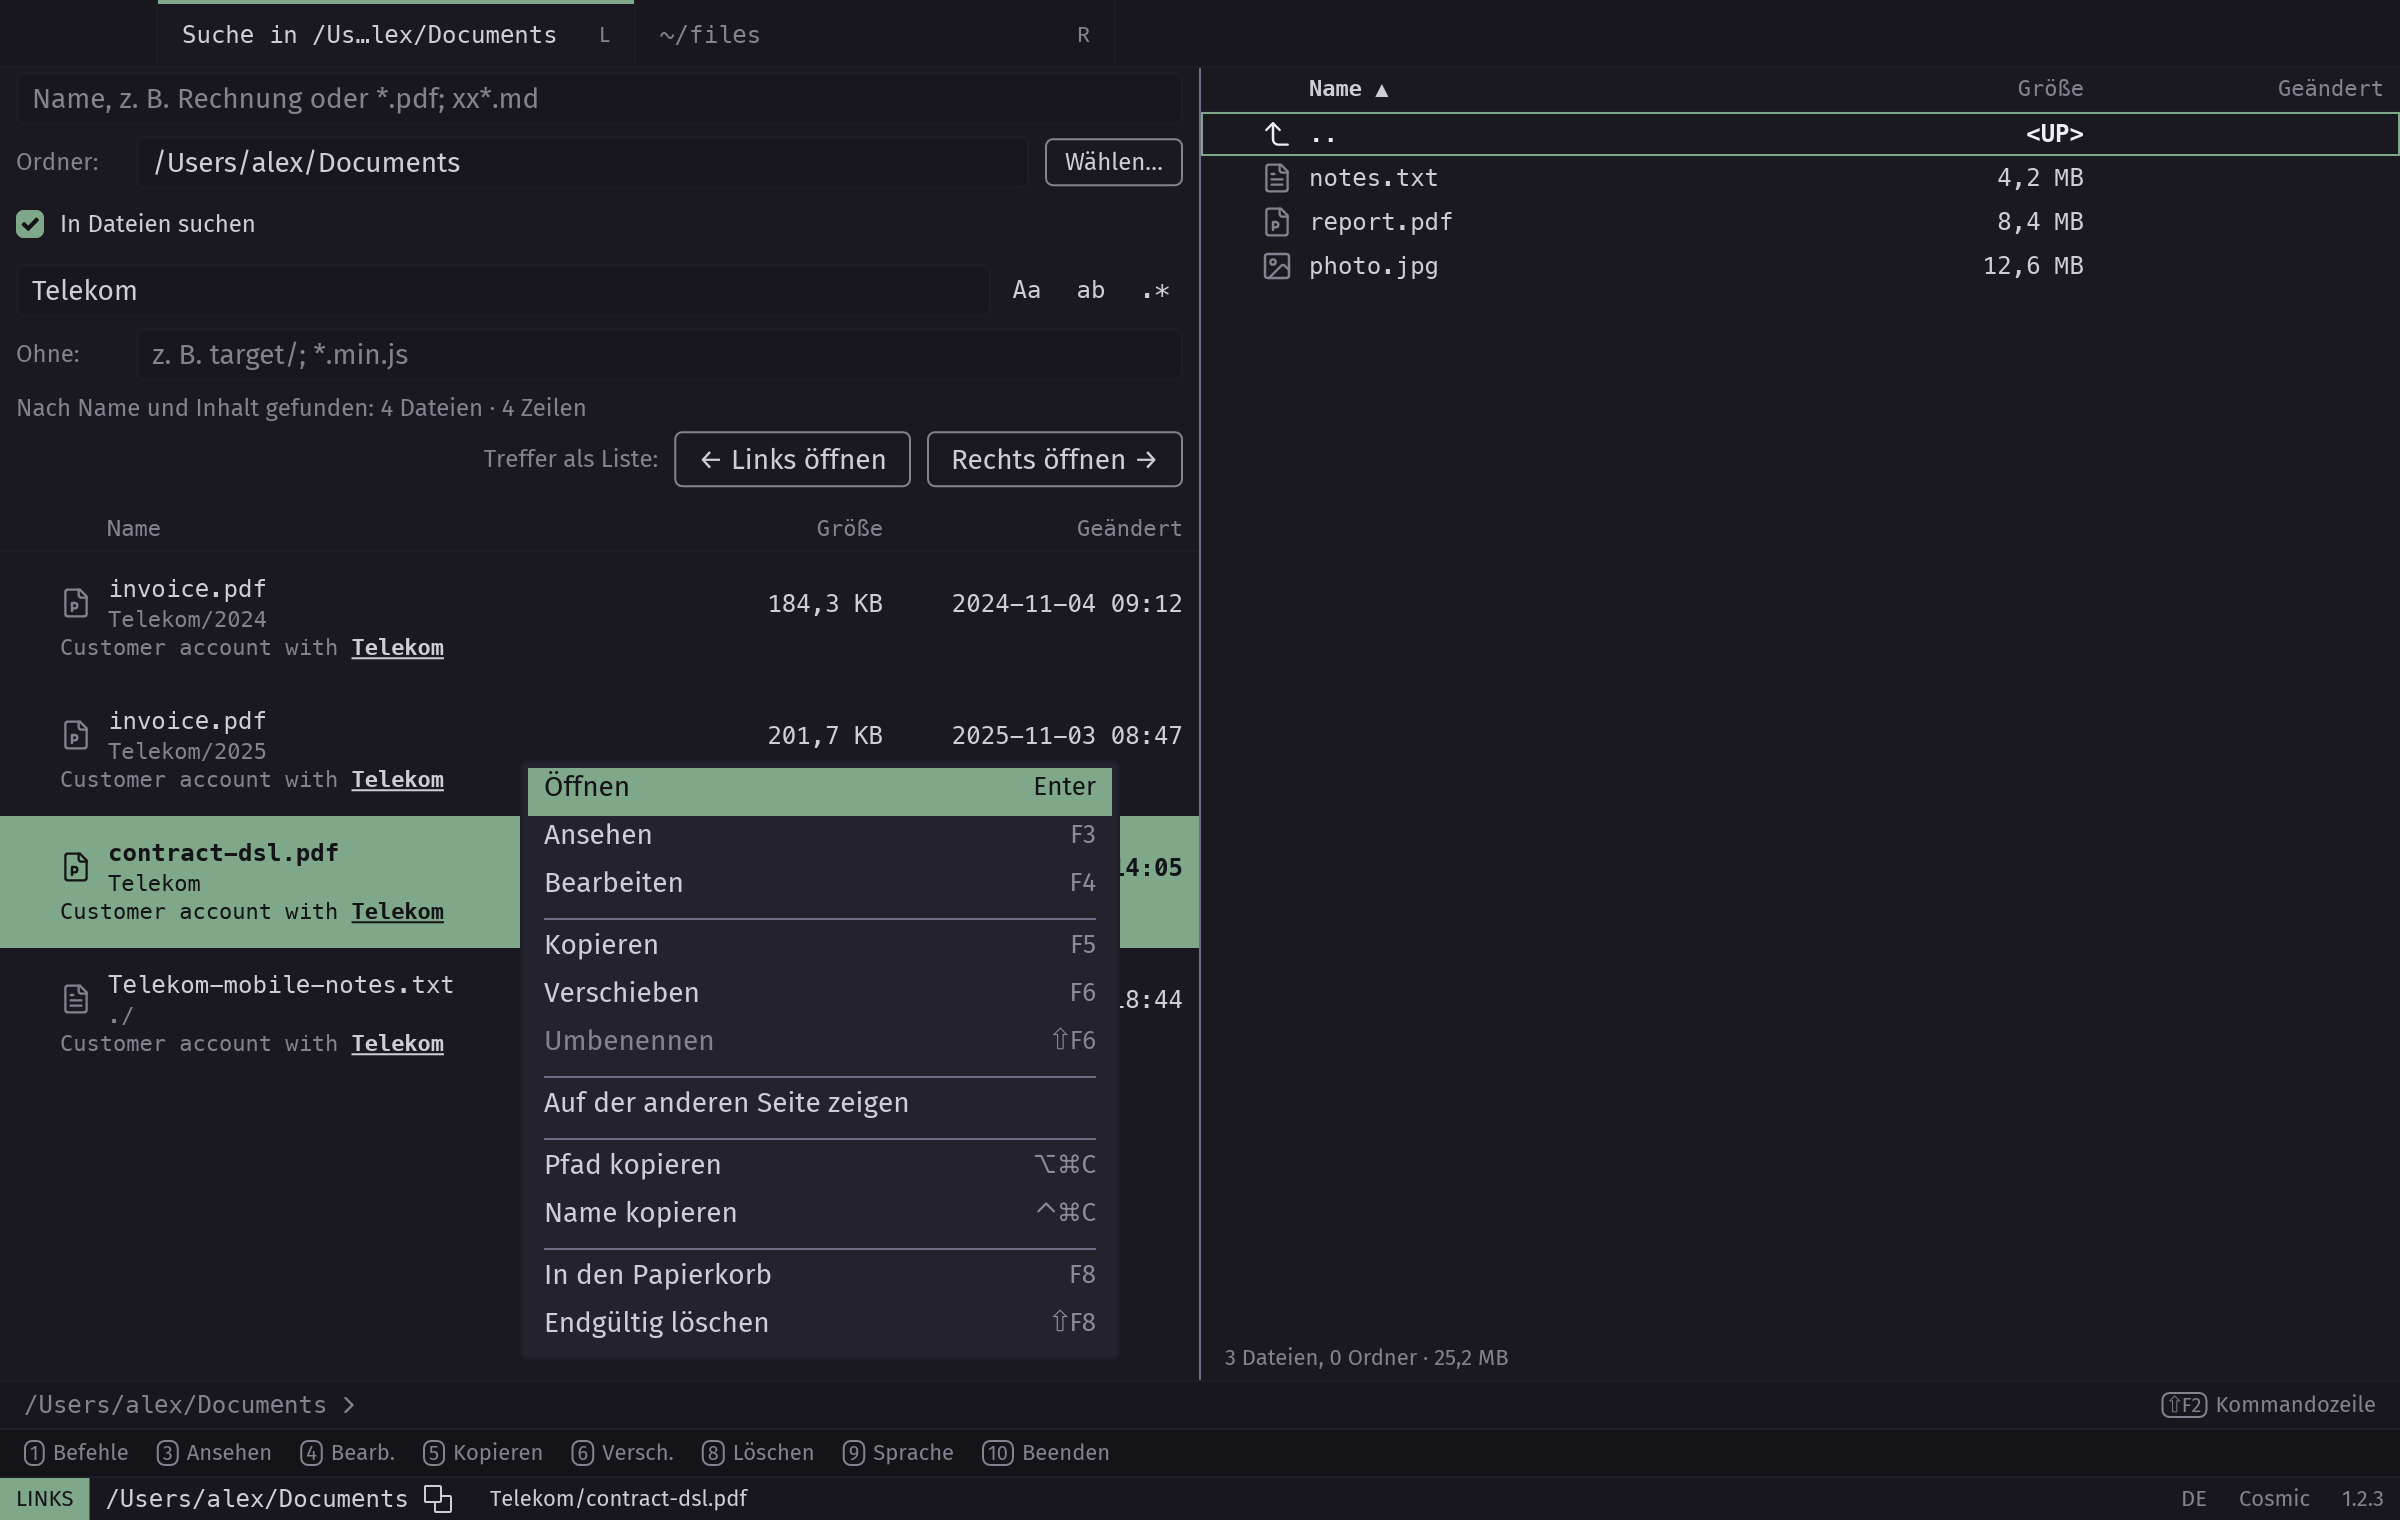 Suche in /Us…lex/Documents L
~/files R
Name, z. B. Rechnung oder *.pdf; xx*.md
Ordner: /Users/alex/Documents Wählen…
In Dateien suchen
Telekom Aa ab .*
Ohne: z. B. target/; *.min.js
Nach Name und Inhalt gefunden: 4 Dateien · 4 Zeilen
Treffer als Liste: ← Links öffnen Rechts öffnen →
Name Größe Geändert
invoice.pdf 184,3 KB 2024-11-04 09:12
Telekom/2024
Customer account with Telekom
invoice.pdf 201,7 KB 2025-11-03 08:47
Telekom/2025
Customer account with Telekom
contract-dsl.pdf 14:05
Telekom
Customer account with Telekom
Telekom-mobile-notes.txt 18:44
./
Customer account with Telekom
Öffnen Enter
Ansehen F3
Bearbeiten F4
Kopieren F5
Verschieben F6
Umbenennen ⇧F6
Auf der anderen Seite zeigen
Pfad kopieren ⌥⌘C
Name kopieren ^⌘C
In den Papierkorb F8
Endgültig löschen ⇧F8
Name ▲ Größe Geändert
.. <UP>
notes.txt 4,2 MB
report.pdf 8,4 MB
photo.jpg 12,6 MB
3 Dateien, 0 Ordner · 25,2 MB
/Users/alex/Documents > ⇧F2 Kommandozeile
1 Befehle 3 Ansehen 4 Bearb. 5 Kopieren 6 Versch. 8 Löschen 9 Sprache 10 Beenden
LINKS /Users/alex/Documents Telekom/contract-dsl.pdf DE Cosmic 1.2.3